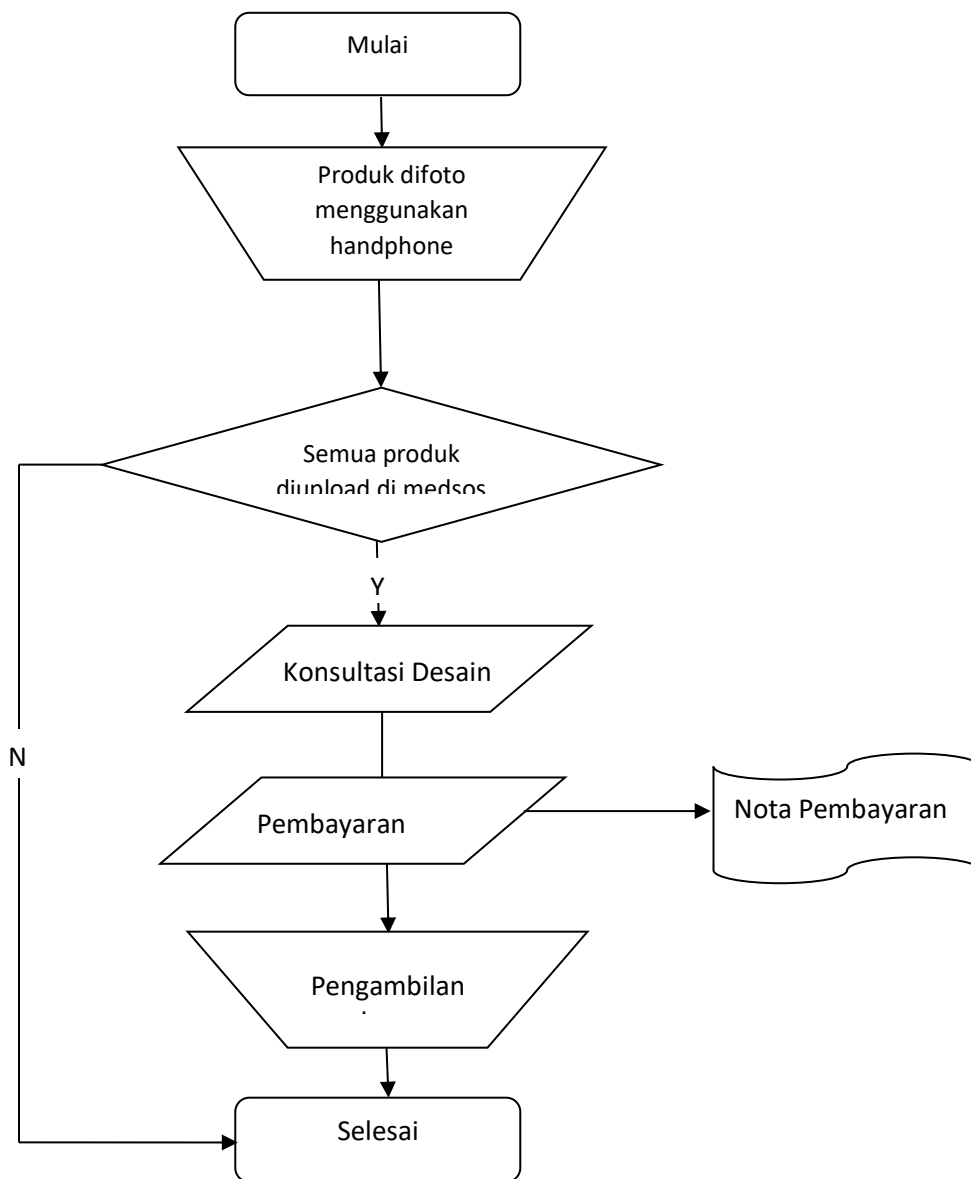 Mulai
Produk difoto
menggunakan
handphone
Semua produk
diupload di medsos
Y
Konsultasi Desain
N
Pembayaran
Nota Pembayaran
Pengambilan
Selesai